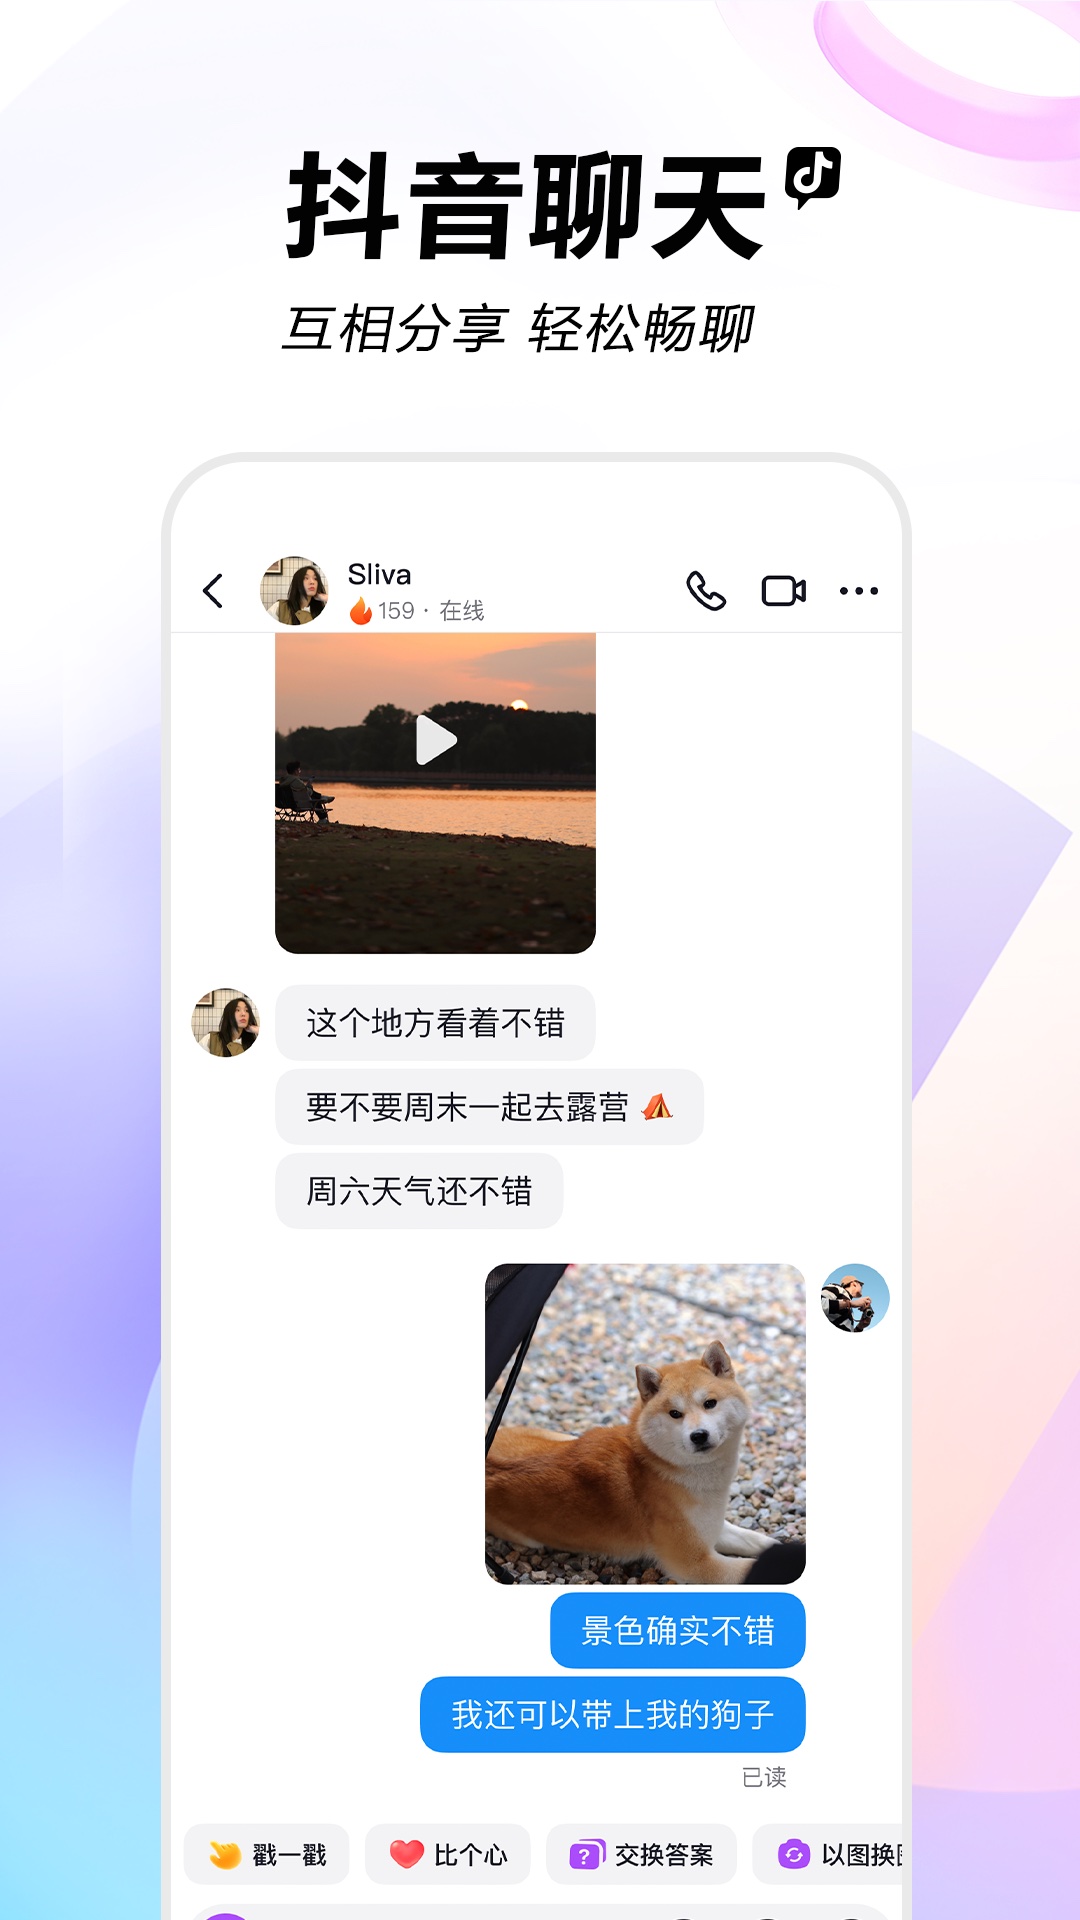 抖音聊天
互相分享 轻松畅聊
Sliva
159 · 在线
这个地方看着不错
要不要周末一起去露营
周六天气还不错
景色确实不错
我还可以带上我的狗子
已读
戳一戳 比个心 交换答案 以图换